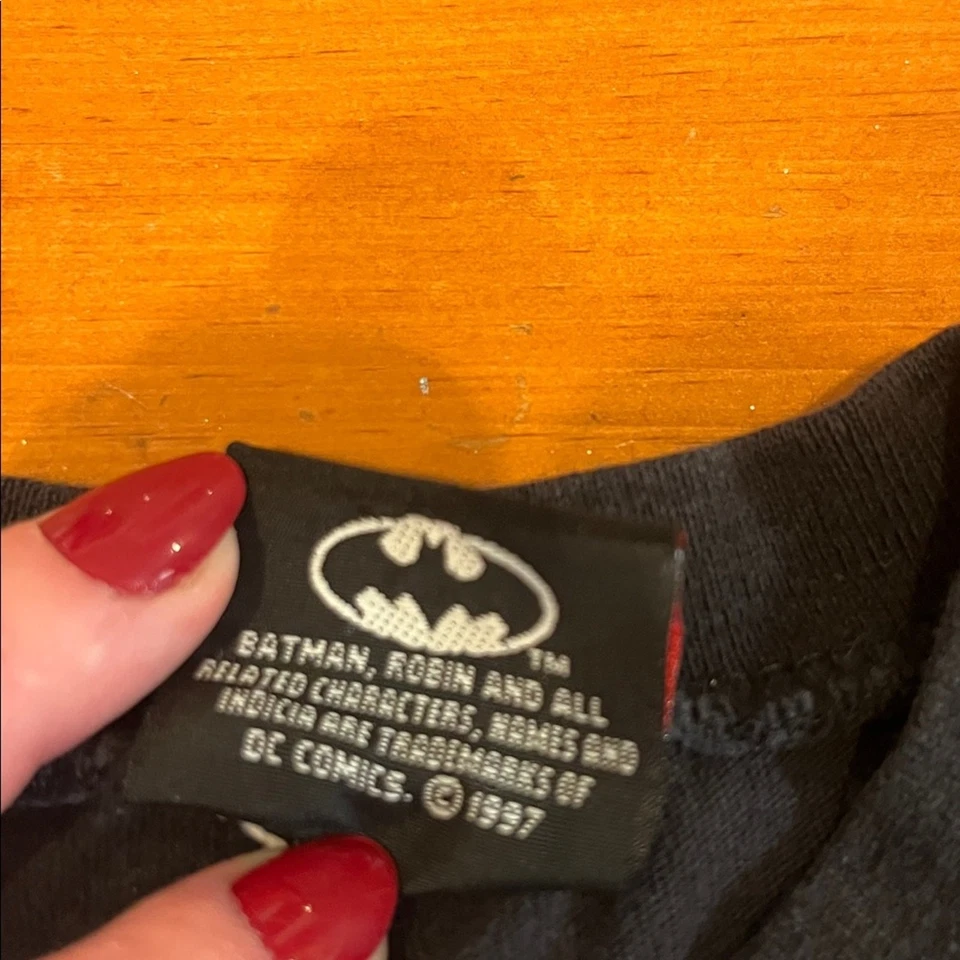 TM
BATMAN, ROBIN AND ALL
RELATED CHARACTERS, NAMES AND
INDICIA ARE TRADEMARKS OF
DC COMICS. © 1997